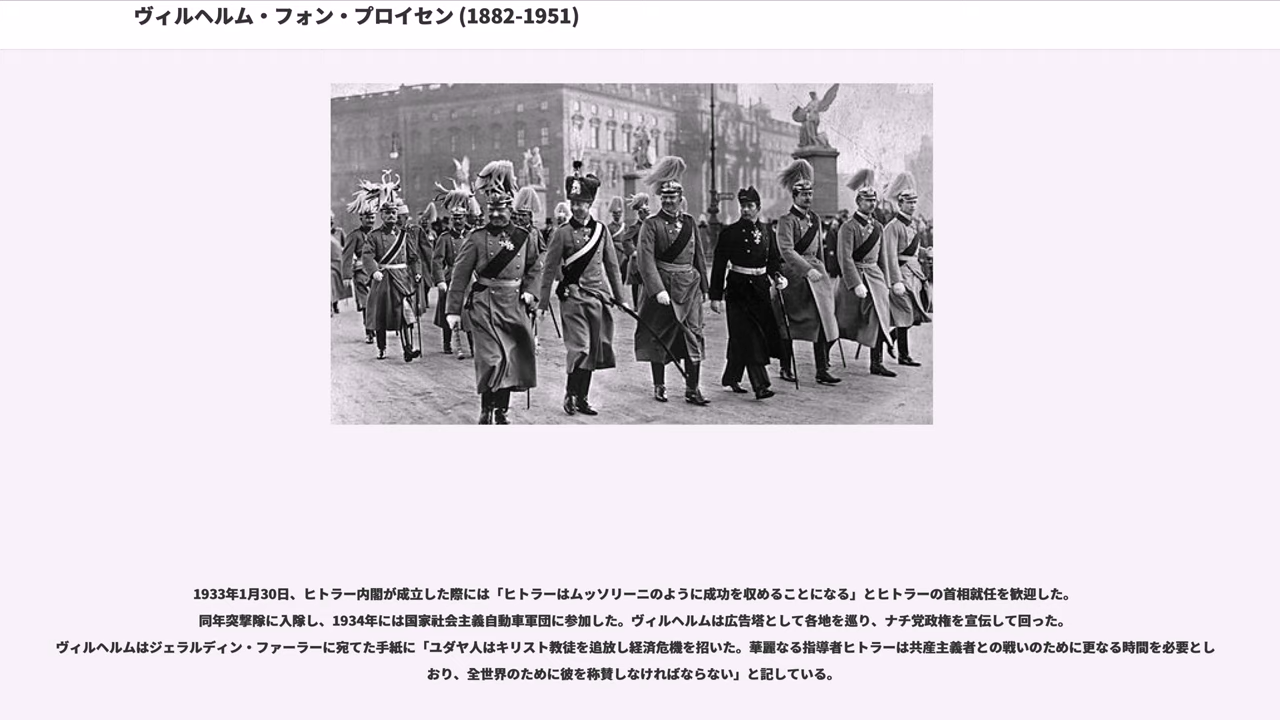 ヴィルヘルム・フォン・プロイセン (1882-1951)
1933年1月30日、ヒトラー内閣が成立した際には「ヒトラーはムッソリーニのように成功を収めることになる」とヒトラーの首相就任を歓迎した。
同年突撃隊に入隊し、1934年には国家社会主義自動車軍団に参加した。ヴィルヘルムは広告塔として各地を巡り、ナチ党政権を宣伝して回った。
ヴィルヘルムはジェラルディン・ファーラーに宛てた手紙に「ユダヤ人はキリスト教徒を追放し経済危機を招いた。華麗なる指導者ヒトラーは共産主義者との戦いのために更なる時間を必要とし
おり、全世界のために彼を称賛しなければならない」と記している。